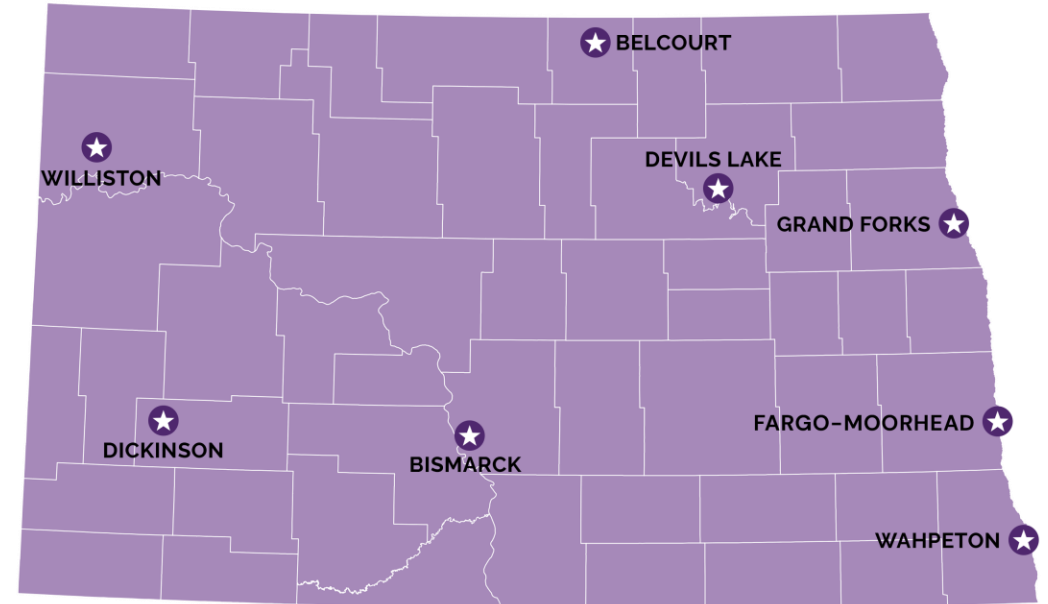 BELCOURT
DEVILS LAKE
WILLISTON
GRAND FORKS
FARGO-MOORHEAD
DICKINSON
BISMARCK
WAHPETON